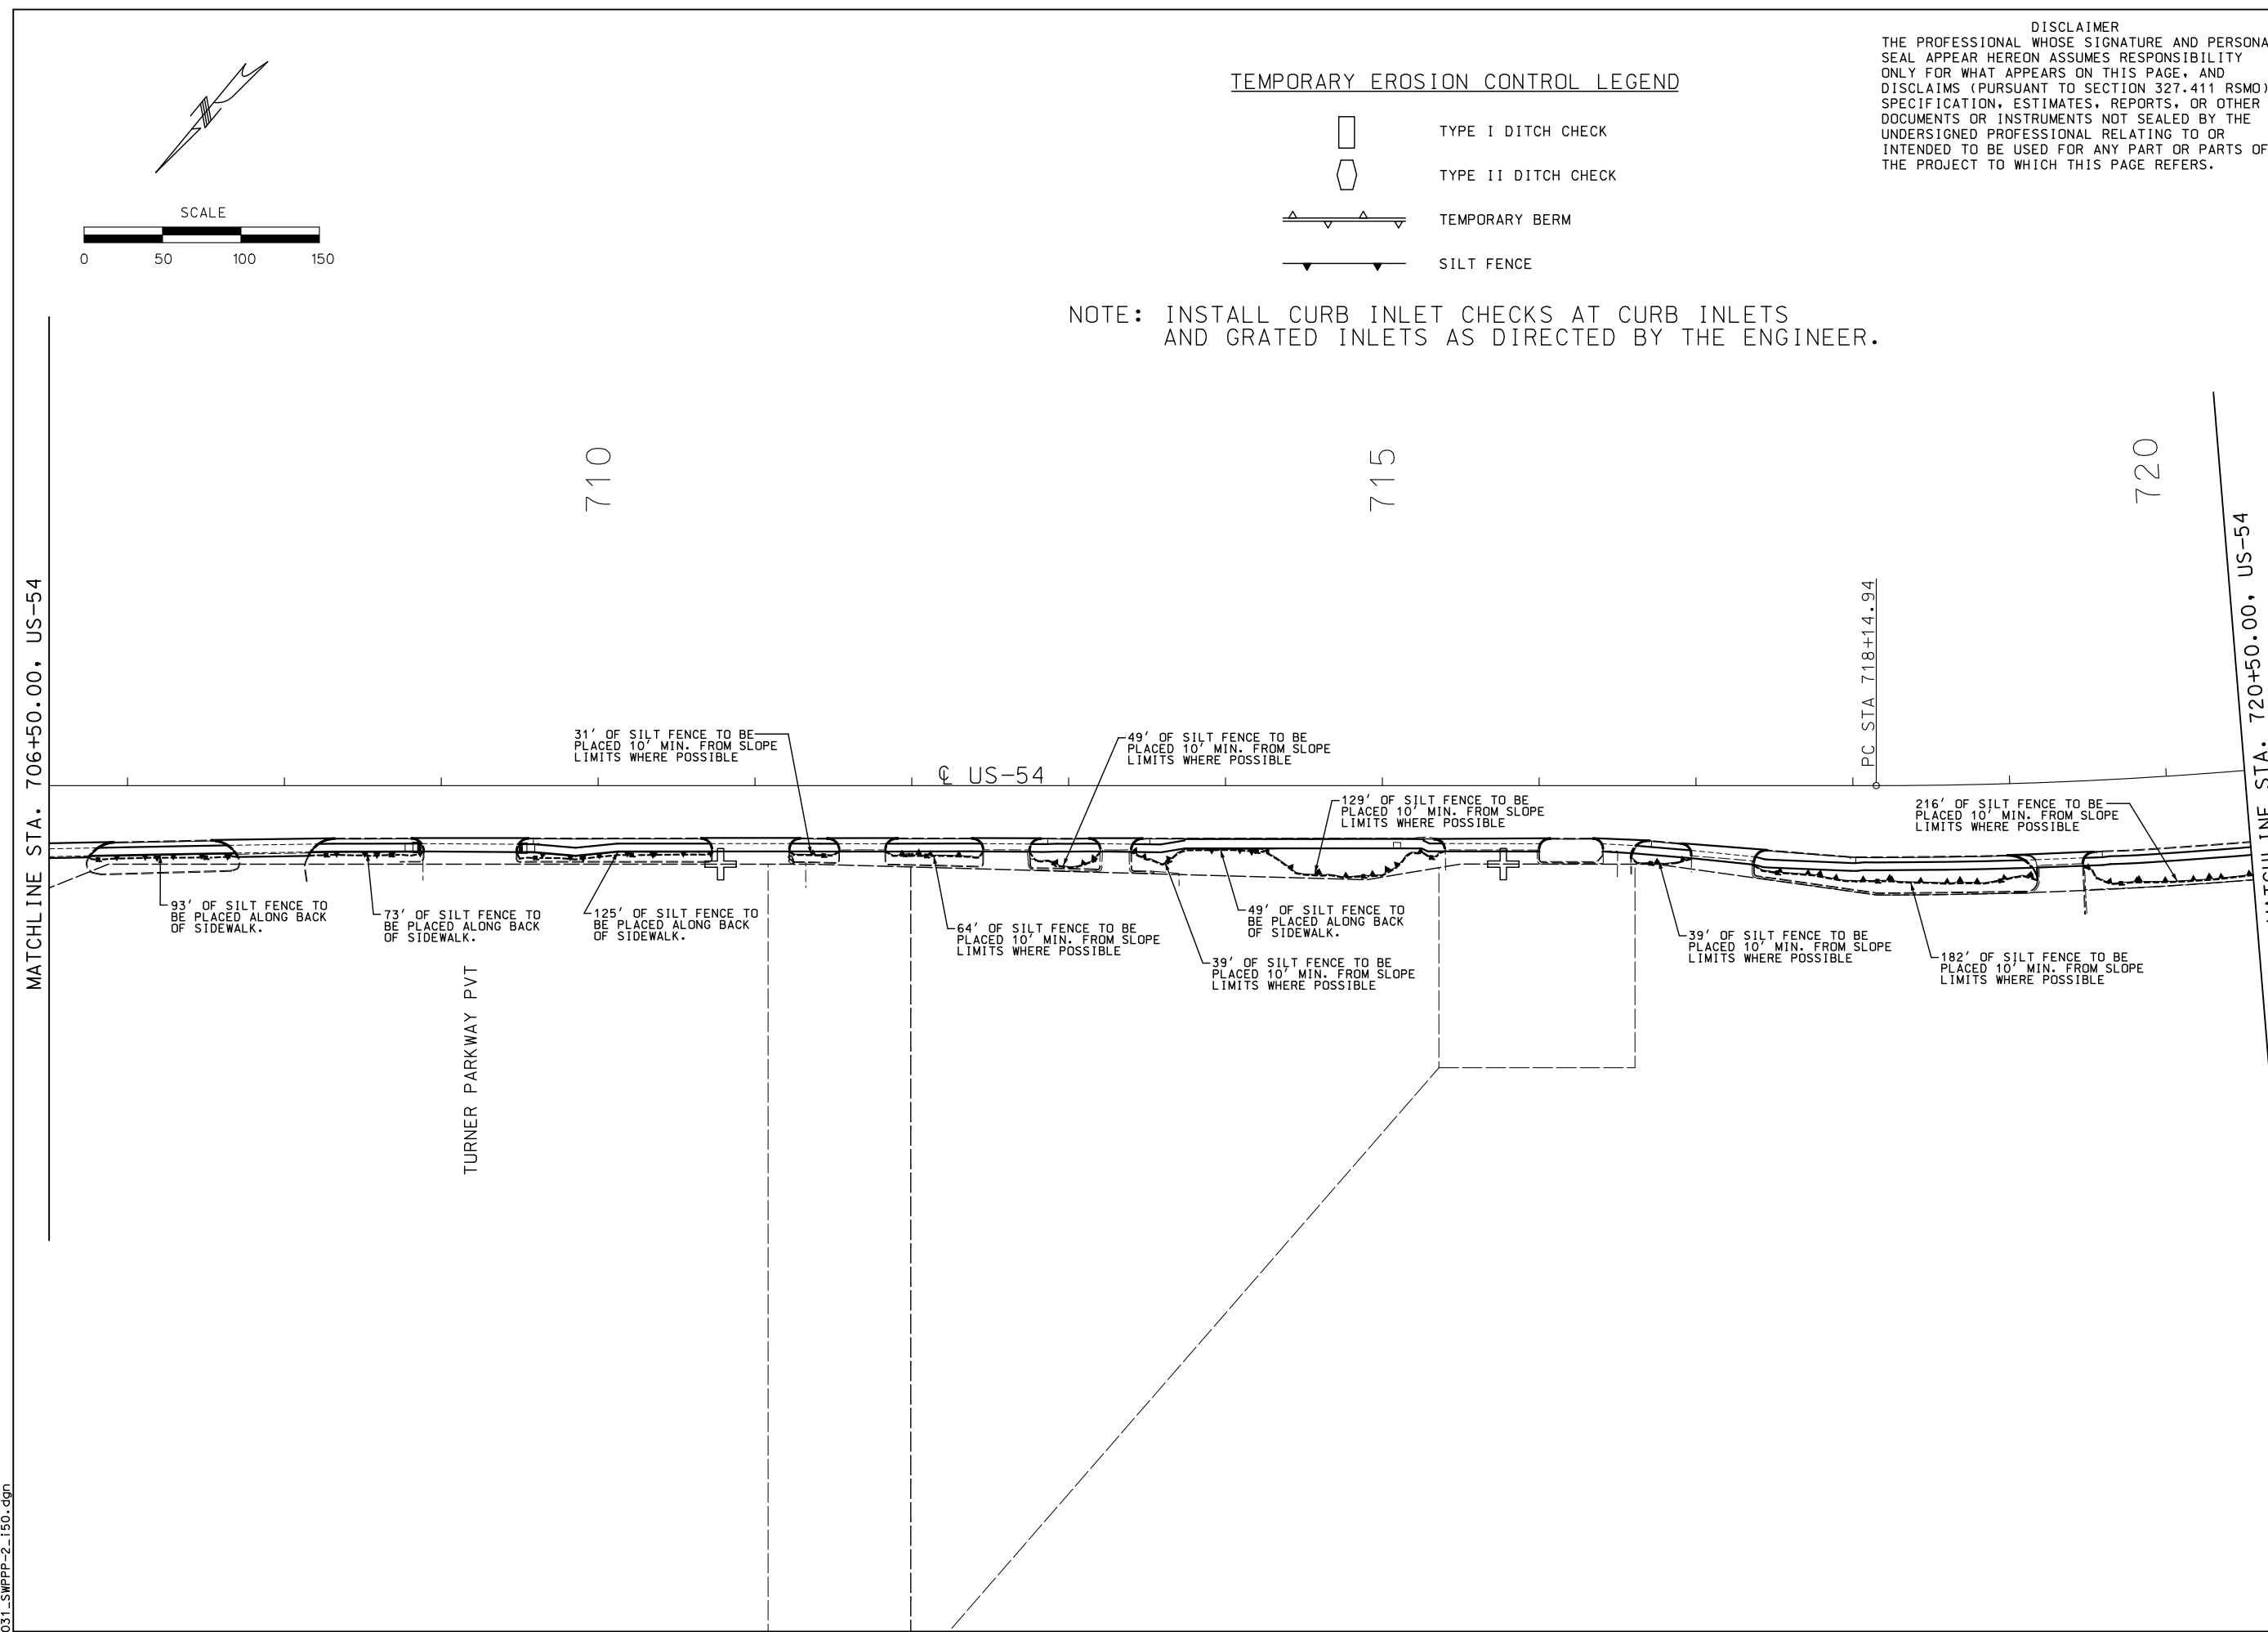 DISCLAIMER
THE PROFESSIONAL WHOSE SIGNATURE AND PERSONA
SEAL APPEAR HEREON ASSUMES RESPONSIBILITY
ONLY FOR WHAT APPEARS ON THIS PAGE, AND
DISCLAIMS (PURSUANT TO SECTION 327.411 RSMO)
SPECIFICATION, ESTIMATES, REPORTS, OR OTHER
DOCUMENTS OR INSTRUMENTS NOT SEALED BY THE
UNDERSIGNED PROFESSIONAL RELATING TO OR
INTENDED TO BE USED FOR ANY PART OR PARTS OF
THE PROJECT TO WHICH THIS PAGE REFERS.
TEMPORARY EROSION CONTROL LEGEND
TYPE I DITCH CHECK
TYPE II DITCH CHECK
TEMPORARY BERM
SILT FENCE
SCALE
0 50 100 150
NOTE: INSTALL CURB INLET CHECKS AT CURB INLETS
AND GRATED INLETS AS DIRECTED BY THE ENGINEER.
710
715
720
MATCHLINE STA. 706+50.00, US-54
MATCHLINE STA. 720+50.00, US-54
PC STA 718+14.94
℄ US-54
31' OF SILT FENCE TO BE
PLACED 10' MIN. FROM SLOPE
LIMITS WHERE POSSIBLE
49' OF SILT FENCE TO BE
PLACED 10' MIN. FROM SLOPE
LIMITS WHERE POSSIBLE
129' OF SILT FENCE TO BE
PLACED 10' MIN. FROM SLOPE
LIMITS WHERE POSSIBLE
216' OF SILT FENCE TO BE
PLACED 10' MIN. FROM SLOPE
LIMITS WHERE POSSIBLE
93' OF SILT FENCE TO
BE PLACED ALONG BACK
OF SIDEWALK.
73' OF SILT FENCE TO
BE PLACED ALONG BACK
OF SIDEWALK.
125' OF SILT FENCE TO
BE PLACED ALONG BACK
OF SIDEWALK.
64' OF SILT FENCE TO BE
PLACED 10' MIN. FROM SLOPE
LIMITS WHERE POSSIBLE
39' OF SILT FENCE TO BE
PLACED 10' MIN. FROM SLOPE
LIMITS WHERE POSSIBLE
49' OF SILT FENCE TO
BE PLACED ALONG BACK
OF SIDEWALK.
39' OF SILT FENCE TO BE
PLACED 10' MIN. FROM SLOPE
LIMITS WHERE POSSIBLE
182' OF SILT FENCE TO BE
PLACED 10' MIN. FROM SLOPE
LIMITS WHERE POSSIBLE
TURNER PARKWAY PVT
031_SWPPP-2_150.dgn